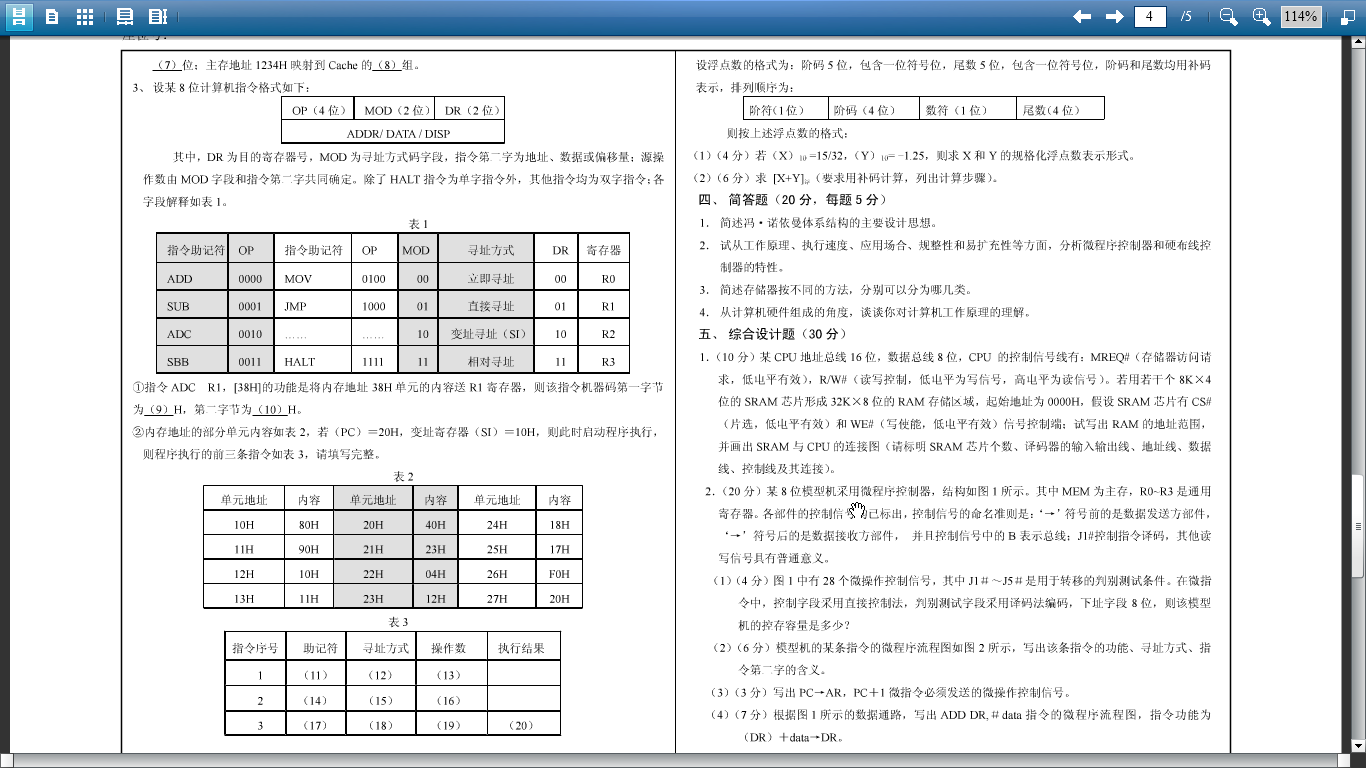 4 /5 114%
(7)位;主存地址 1234H 映射到 Cache 的(8)组。
3、 设某 8 位计算机指令格式如下:
OP(4 位) MOD(2 位) DR(2 位)
ADDR/ DATA / DISP
其中,DR 为目的寄存器号,MOD 为寻址方式码字段,指令第二字为地址、数据或偏移量;源操
作数由 MOD 字段和指令第二字共同确定。除了 HALT 指令为单字指令外,其他指令均为双字指令;各
字段解释如表 1。
表 1
指令助记符 OP 指令助记符 OP MOD 寻址方式 DR 寄存器
ADD 0000 MOV 0100 00 立即寻址 00 R0
SUB 0001 JMP 1000 01 直接寻址 01 R1
ADC 0010 …… …… 10 变址寻址(SI) 10 R2
SBB 0011 HALT 1111 11 相对寻址 11 R3
①指令 ADC R1, [38H]的功能是将内存地址 38H 单元的内容送 R1 寄存器,则该指令机器码第一字节
为(9)H,第二字节为(10)H。
②内存地址的部分单元内容如表 2,若(PC)=20H,变址寄存器(SI)=10H,则此时启动程序执行,
则程序执行的前三条指令如表 3,请填写完整。
表 2
单元地址 内容 单元地址 内容 单元地址 内容
10H 80H 20H 40H 24H 18H
11H 90H 21H 23H 25H 17H
12H 10H 22H 04H 26H F0H
13H 11H 23H 12H 27H 20H
表 3
指令序号 助记符 寻址方式 操作数 执行结果
1 (11) (12) (13)
2 (14) (15) (16)
3 (17) (18) (19) (20)
设浮点数的格式为:阶码 5 位,包含一位符号位,尾数 5 位,包含一位符号位,阶码和尾数均用补码
表示,排列顺序为:
阶符(1 位) 阶码(4 位) 数符(1 位) 尾数(4 位)
则按上述浮点数的格式:
(1)(4 分)若(X)10 =15/32,(Y)10= -1.25,则求 X 和 Y 的规格化浮点数表示形式。
(2)(6 分)求 [X+Y]浮(要求用补码计算,列出计算步骤)。
四、 简答题(20 分,每题 5 分)
1. 简述冯·诺依曼体系结构的主要设计思想。
2. 试从工作原理、执行速度、应用场合、规整性和易扩充性等方面,分析微程序控制器和硬布线控
制器的特性。
3. 简述存储器按不同的方法,分别可以分为哪几类。
4. 从计算机硬件组成的角度,谈谈你对计算机工作原理的理解。
五、 综合设计题(30 分)
1.(10 分)某 CPU 地址总线 16 位,数据总线 8 位,CPU 的控制信号线有:MREQ#(存储器访问请
求,低电平有效),R/W#(读写控制,低电平为写信号,高电平为读信号)。若用若干个 8K×4
位的 SRAM 芯片形成 32K×8 位的 RAM 存储区域,起始地址为 0000H,假设 SRAM 芯片有 CS#
(片选,低电平有效)和 WE#(写使能,低电平有效)信号控制端;试写出 RAM 的地址范围,
并画出 SRAM 与 CPU 的连接图(请标明 SRAM 芯片个数、译码器的输入输出线、地址线、数据
线、控制线及其连接)。
2.(20 分)某 8 位模型机采用微程序控制器,结构如图 1 所示。其中 MEM 为主存,R0~R3 是通用
寄存器。各部件的控制信号均已标出,控制信号的命名准则是:‘→’符号前的是数据发送方部件,
‘→’符号后的是数据接收方部件, 并且控制信号中的 B 表示总线;J1#控制指令译码,其他读
写信号具有普通意义。
(1)(4 分)图 1 中有 28 个微操作控制信号,其中 J1#~J5#是用于转移的判别测试条件。在微指
令中,控制字段采用直接控制法,判别测试字段采用译码法编码,下址字段 8 位,则该模型
机的控存容量是多少?
(2)(6 分)模型机的某条指令的微程序流程图如图 2 所示,写出该条指令的功能、寻址方式、指
令第二字的含义。
(3)(3 分)写出 PC→AR,PC+1 微指令必须发送的微操作控制信号。
(4)(7 分)根据图 1 所示的数据通路,写出 ADD DR,#data 指令的微程序流程图,指令功能为
(DR)+data→DR。